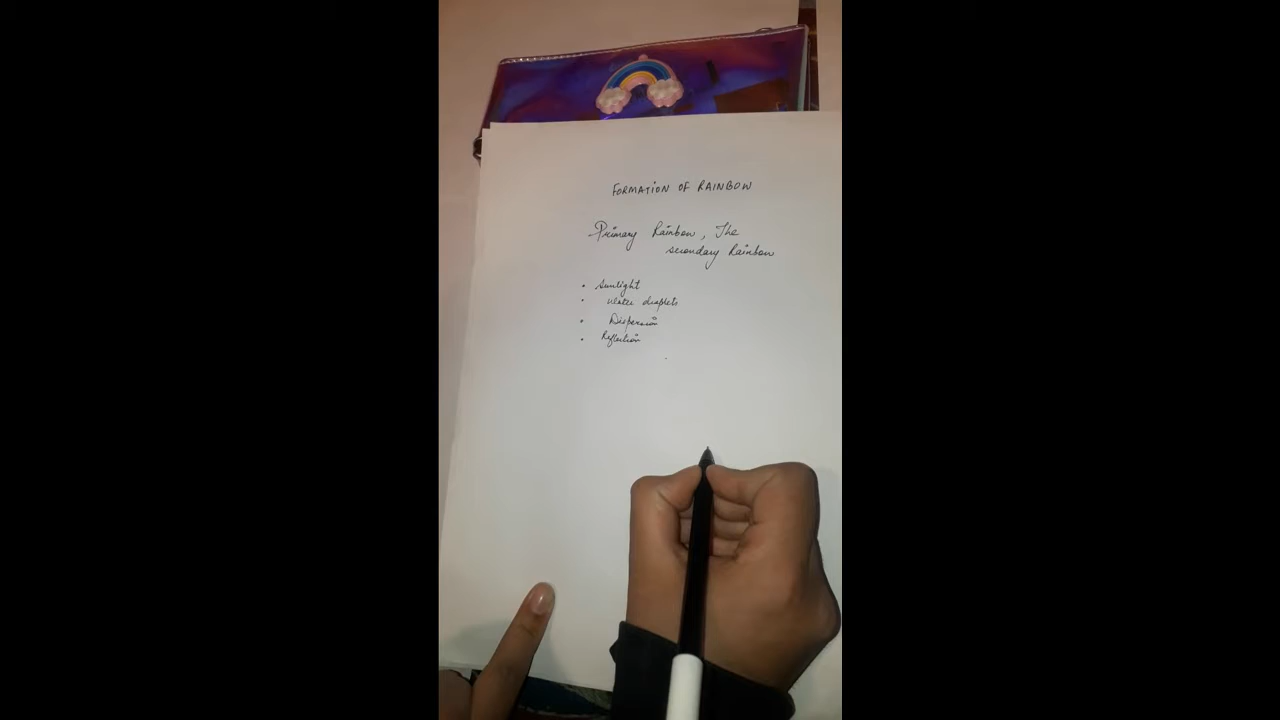 FORMATION OF RAINBOW
Primary Rainbow, The
secondary Rainbow
• Sunlight
• Water droplets
• Dispersion
• Reflection